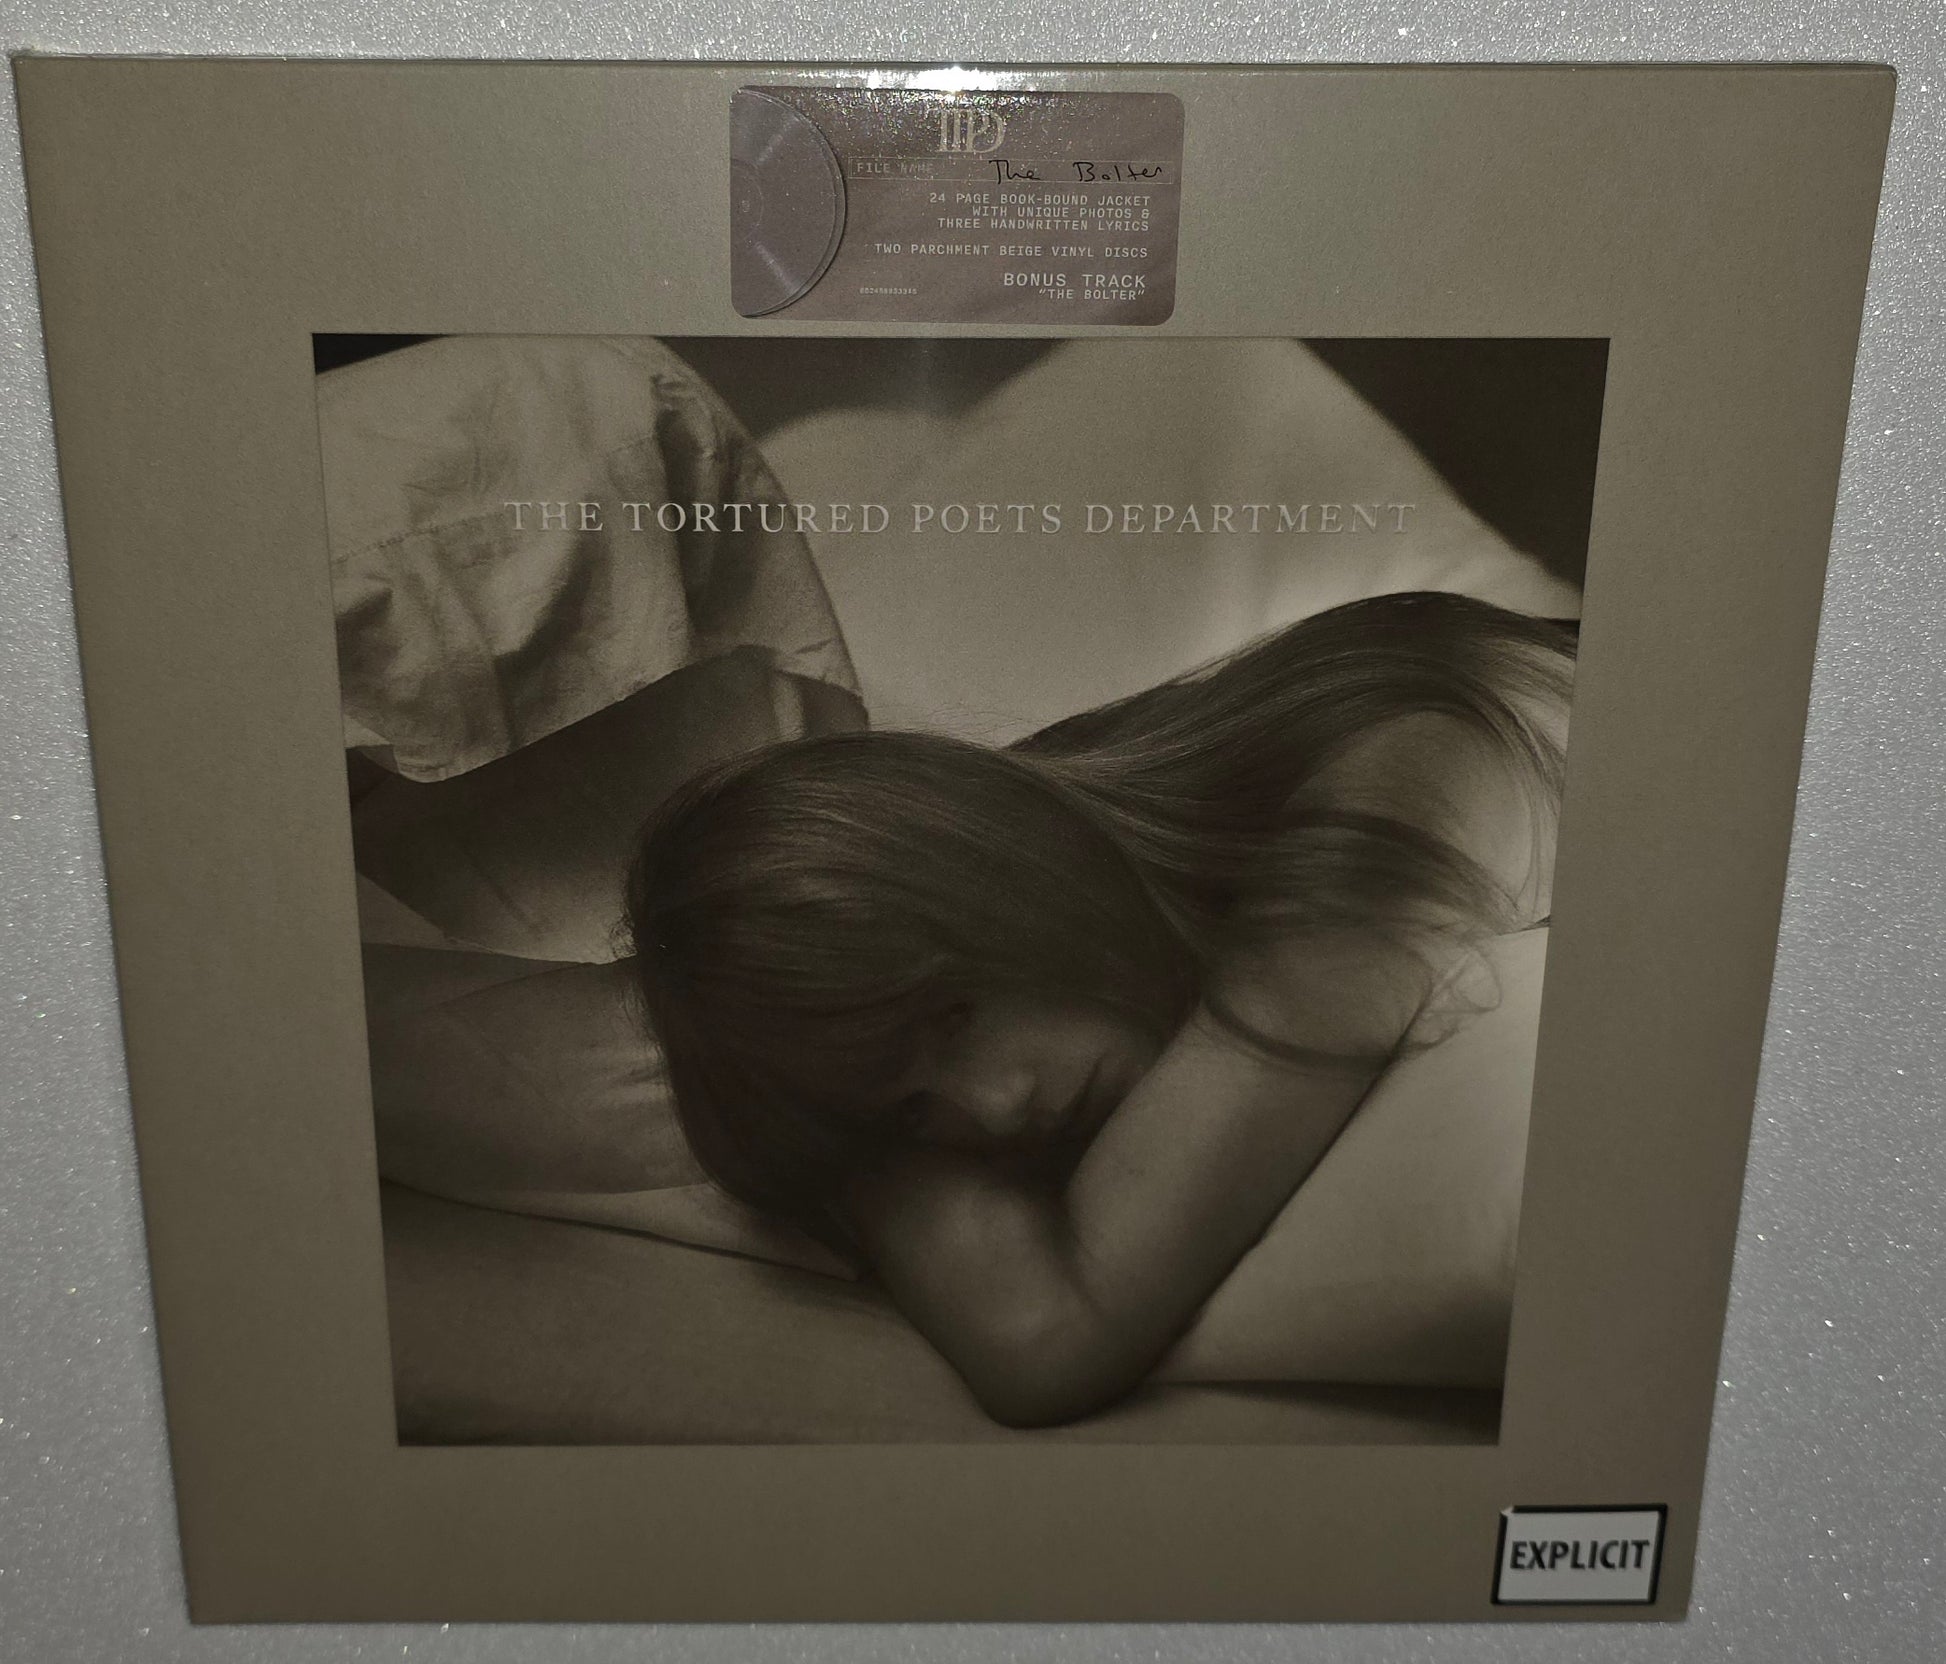 TTPD
FILE NAME The Bolter
24 PAGE BOOK-BOUND JACKET
WITH UNIQUE PHOTOS &
THREE HANDWRITTEN LYRICS
TWO PARCHMENT BEIGE VINYL DISCS
BONUS TRACK
"THE BOLTER"
THE TORTURED POETS DEPARTMENT
EXPLICIT